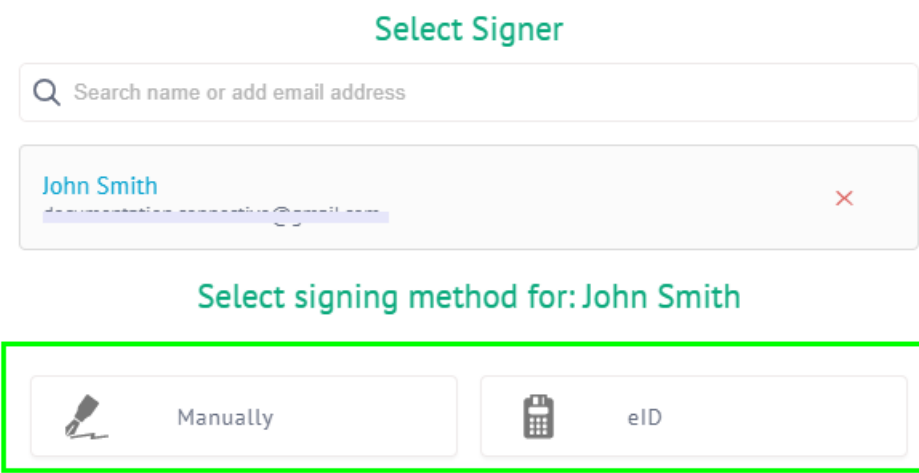 Select Signer
Search name or add email address
John Smith
Select signing method for: John Smith
Manually
eID